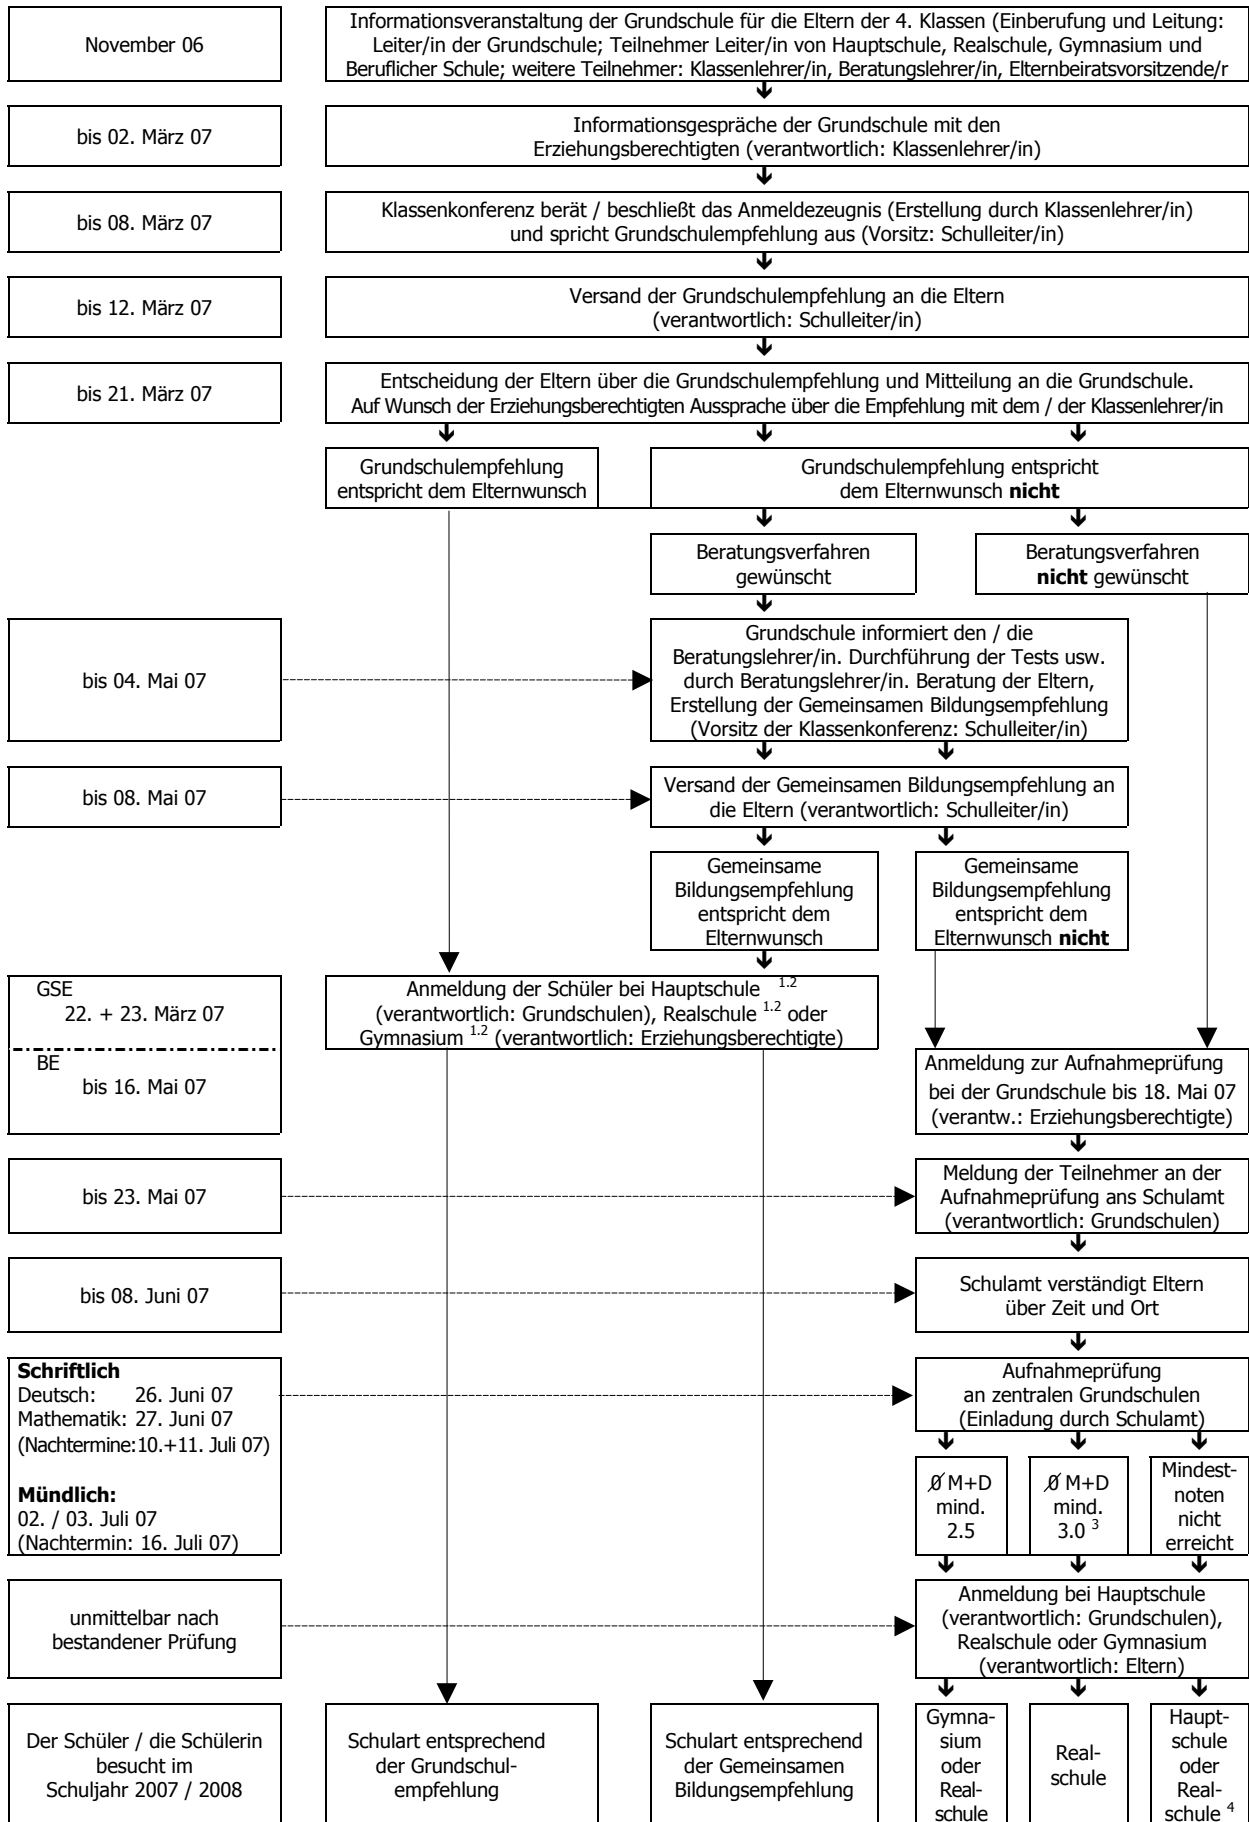 November 06
Informationsveranstaltung der Grundschule für die Eltern der 4. Klassen (Einberufung und Leitung:
Leiter/in der Grundschule; Teilnehmer Leiter/in von Hauptschule, Realschule, Gymnasium und
Beruflicher Schule; weitere Teilnehmer: Klassenlehrer/in, Beratungslehrer/in, Elternbeiratsvorsitzende/r
bis 02. März 07
Informationsgespräche der Grundschule mit den
Erziehungsberechtigten (verantwortlich: Klassenlehrer/in)
bis 08. März 07
Klassenkonferenz berät / beschließt das Anmeldezeugnis (Erstellung durch Klassenlehrer/in)
und spricht Grundschulempfehlung aus (Vorsitz: Schulleiter/in)
bis 12. März 07
Versand der Grundschulempfehlung an die Eltern
(verantwortlich: Schulleiter/in)
bis 21. März 07
Entscheidung der Eltern über die Grundschulempfehlung und Mitteilung an die Grundschule.
Auf Wunsch der Erziehungsberechtigten Aussprache über die Empfehlung mit dem / der Klassenlehrer/in
Grundschulempfehlung
entspricht dem Elternwunsch
Grundschulempfehlung entspricht
dem Elternwunsch nicht
Beratungsverfahren
gewünscht
Beratungsverfahren
nicht gewünscht
bis 04. Mai 07
Grundschule informiert den / die
Beratungslehrer/in. Durchführung der Tests usw.
durch Beratungslehrer/in. Beratung der Eltern,
Erstellung der Gemeinsamen Bildungsempfehlung
(Vorsitz der Klassenkonferenz: Schulleiter/in)
bis 08. Mai 07
Versand der Gemeinsamen Bildungsempfehlung an
die Eltern (verantwortlich: Schulleiter/in)
Gemeinsame
Bildungsempfehlung
entspricht dem
Elternwunsch
Gemeinsame
Bildungsempfehlung
entspricht dem
Elternwunsch nicht
GSE
22. + 23. März 07
BE
bis 16. Mai 07
Anmeldung der Schüler bei Hauptschule 1.2
(verantwortlich: Grundschulen), Realschule 1.2 oder
Gymnasium 1.2 (verantwortlich: Erziehungsberechtigte)
Anmeldung zur Aufnahmeprüfung
bei der Grundschule bis 18. Mai 07
(verantw.: Erziehungsberechtigte)
bis 23. Mai 07
Meldung der Teilnehmer an der
Aufnahmeprüfung ans Schulamt
(verantwortlich: Grundschulen)
bis 08. Juni 07
Schulamt verständigt Eltern
über Zeit und Ort
Schriftlich
Deutsch: 26. Juni 07
Mathematik: 27. Juni 07
(Nachtermine:10.+11. Juli 07)
Mündlich:
02. / 03. Juli 07
(Nachtermin: 16. Juli 07)
Aufnahmeprüfung
an zentralen Grundschulen
(Einladung durch Schulamt)
Ø M+D
mind.
2.5
Ø M+D
mind.
3.0 3
Mindest-
noten
nicht
erreicht
unmittelbar nach
bestandener Prüfung
Anmeldung bei Hauptschule
(verantwortlich: Grundschulen),
Realschule oder Gymnasium
(verantwortlich: Eltern)
Der Schüler / die Schülerin
besucht im
Schuljahr 2007 / 2008
Schulart entsprechend
der Grundschul-
empfehlung
Schulart entsprechend
der Gemeinsamen
Bildungsempfehlung
Gymna-
sium
oder
Real-
schule
Real-
schule
Haupt-
schule
oder
Real-
schule 4